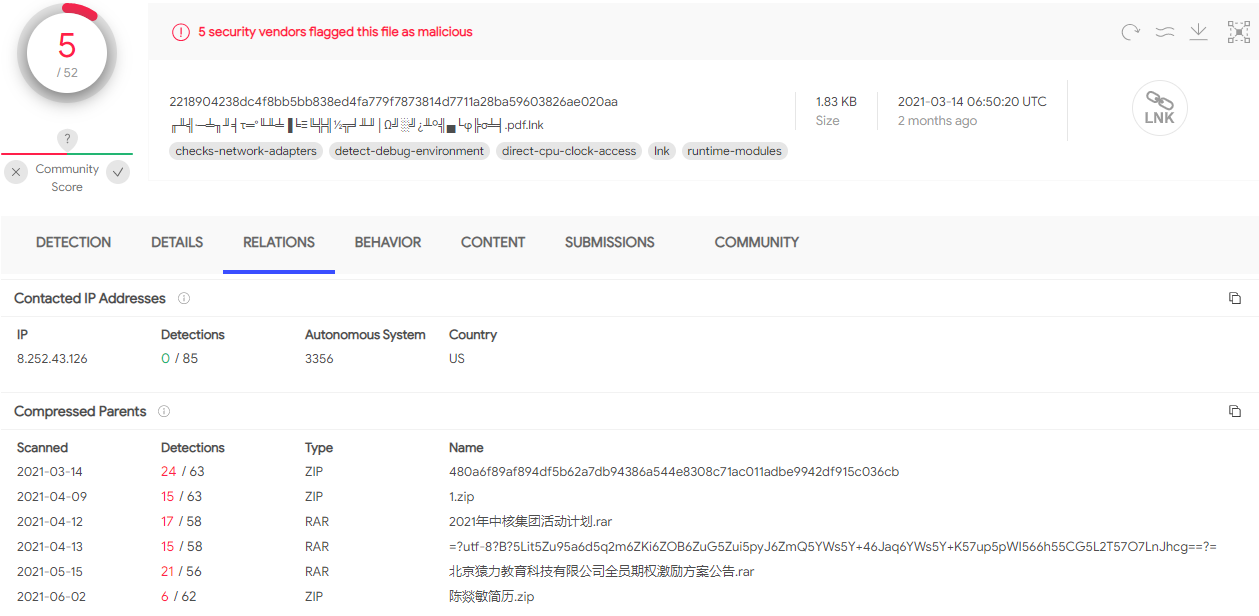 5
/ 52
5 security vendors flagged this file as malicious
2218904238dc4f8bb5bb838ed4fa779f7873814d7711a28ba59603826ae020aa
.pdf.lnk
1.83 KB
Size
2021-03-14 06:50:20 UTC
2 months ago
LNK
checks-network-adapters detect-debug-environment direct-cpu-clock-access lnk runtime-modules
?
Community
Score
DETECTION DETAILS RELATIONS BEHAVIOR CONTENT SUBMISSIONS COMMUNITY
Contacted IP Addresses
IP Detections Autonomous System Country
8.252.43.126 0 / 85 3356 US
Compressed Parents
Scanned Detections Type Name
2021-03-14 24 / 63 ZIP 480a6f89af894df5b62a7db94386a544e8308c71ac011adbe9942df915c036cb
2021-04-09 15 / 63 ZIP 1.zip
2021-04-12 17 / 58 RAR 2021年中核集团活动计划.rar
2021-04-13 15 / 58 RAR =?utf-8?B?5Lit5Zu95a6d5q2m6ZKi6ZOB6ZuG5Zui5pyJ6ZmQ5YWs5Y+46Jaq6YWs5Y+K57up5pWI566h55CG5L2T57O7LnJhcg==?=
2021-05-15 21 / 56 RAR 北京猿力教育科技有限公司全员期权激励方案公告.rar
2021-06-02 6 / 62 ZIP 陈燚敏简历.zip